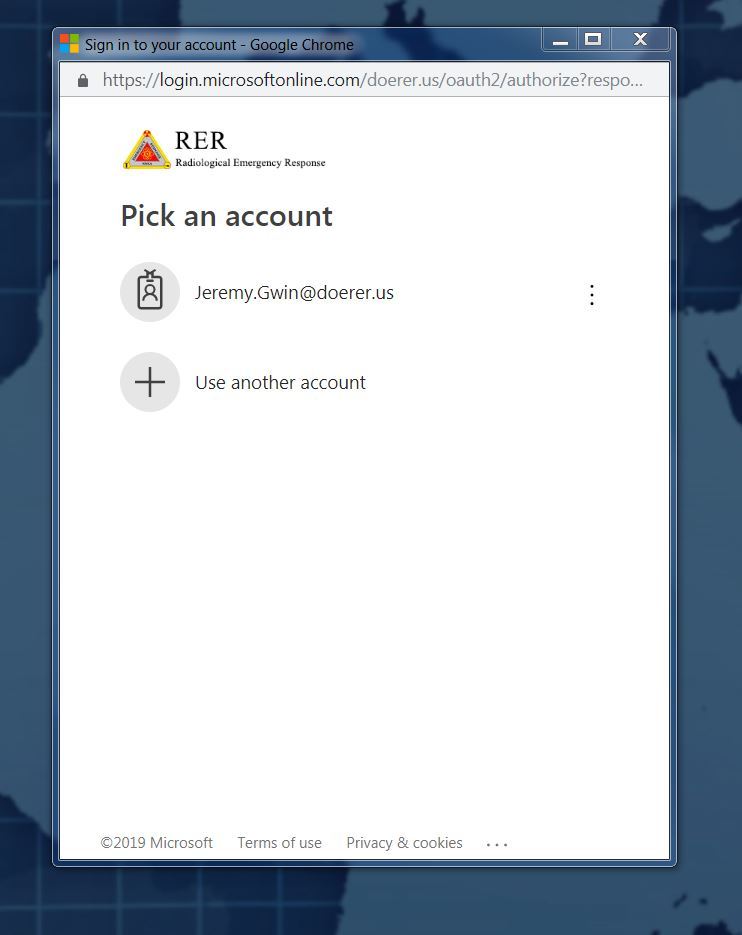 Sign in to your account - Google Chrome
https://login.microsoftonline.com/doerer.us/oauth2/authorize?respo...
RER
Radiological Emergency Response
Pick an account
Jeremy.Gwin@doerer.us
Use another account
©2019 Microsoft Terms of use Privacy & cookies ...